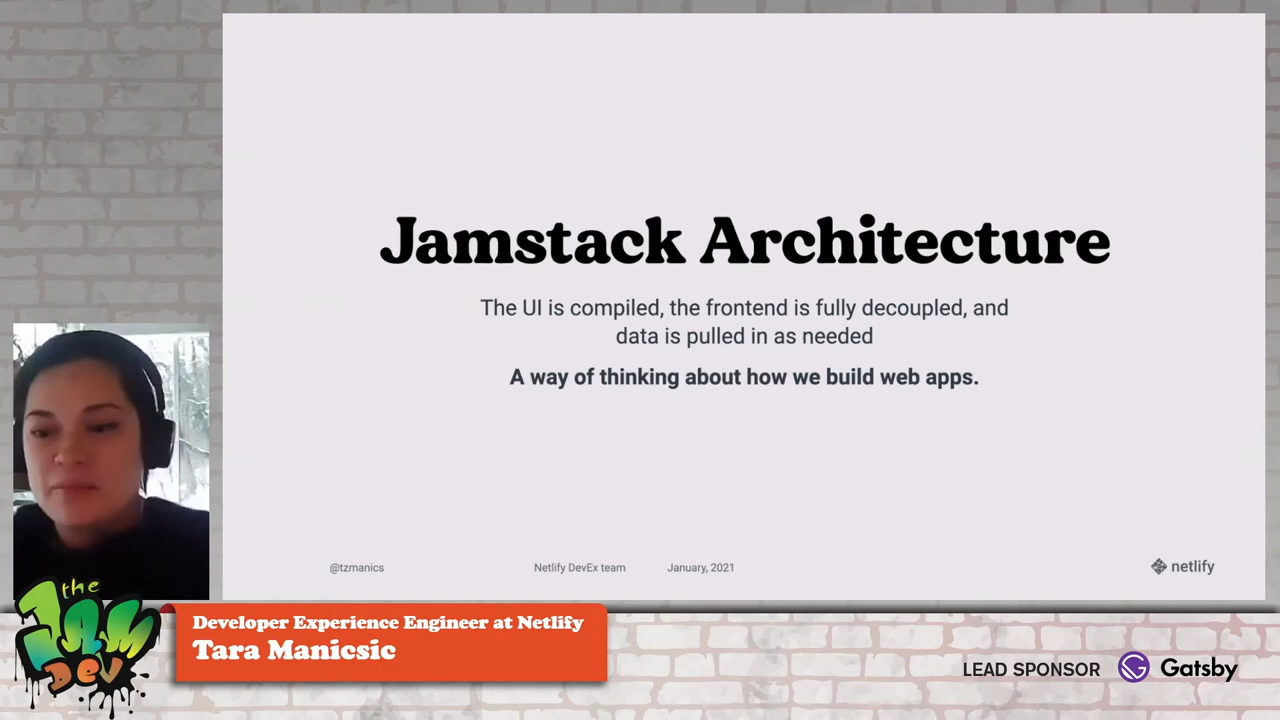 Jamstack Architecture
The UI is compiled, the frontend is fully decoupled, and
data is pulled in as needed
A way of thinking about how we build web apps.
@tzmanics
Netlify DevEx team
January, 2021
netlify
the
JAM
Dev
Developer Experience Engineer at Netlify
Tara Manicsic
LEAD SPONSOR
Gatsby